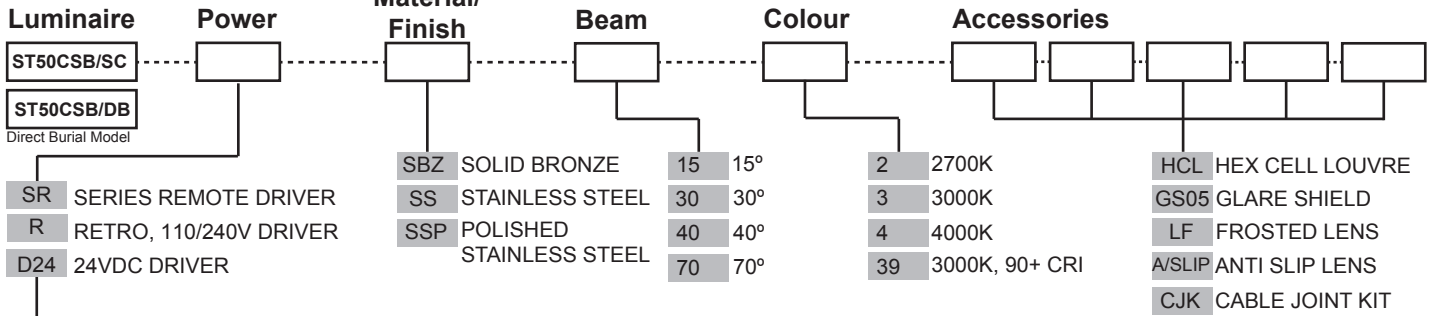 Material/
Luminaire Power Finish Beam Colour Accessories
ST50CSB/SC
ST50CSB/DB
Direct Burial Model
SR SERIES REMOTE DRIVER
R RETRO, 110/240V DRIVER
D24 24VDC DRIVER
SBZ SOLID BRONZE
SS STAINLESS STEEL
SSP POLISHED
STAINLESS STEEL
15 15º
30 30º
40 40º
70 70º
2 2700K
3 3000K
4 4000K
39 3000K, 90+ CRI
HCL HEX CELL LOUVRE
GS05 GLARE SHIELD
LF FROSTED LENS
A/SLIP ANTI SLIP LENS
CJK CABLE JOINT KIT